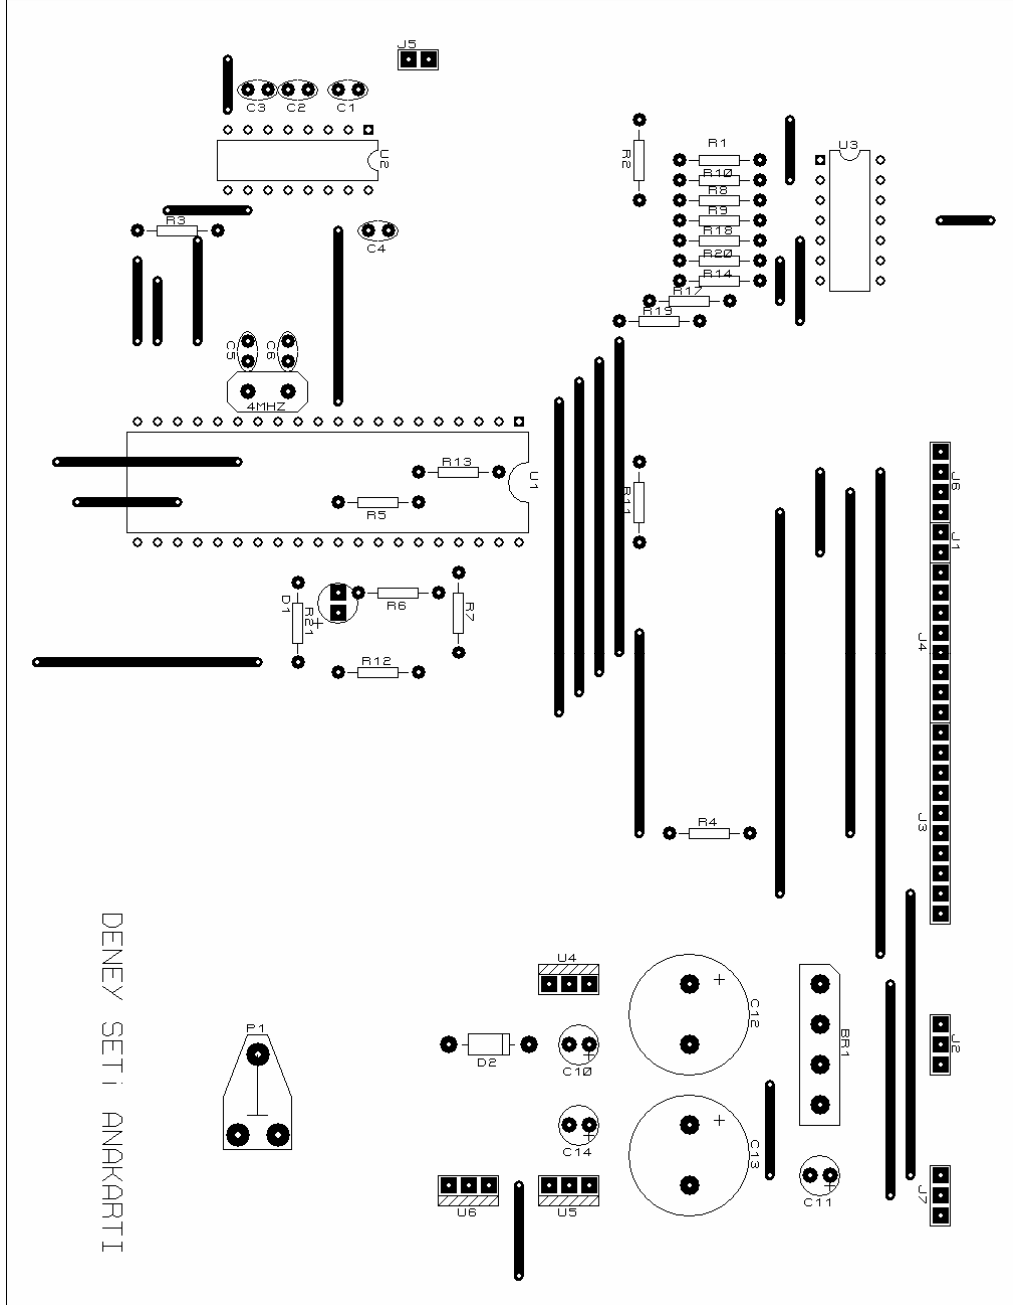 J5
C3
C2
C1
U2
R3
C4
R2
R1
R10
R8
R9
R18
R20
R14
R17
R19
U3
C5
C6
4MHZ
R13
U1
R5
R11
J6
J1
D1
R21
+
R6
R7
R12
J4
J3
R4
U4
+
C12
D2
+
C10
BR1
J2
P1
+
C14
+
C13
U6
U5
+
C11
J7
DENEY SETi ANAKARTI